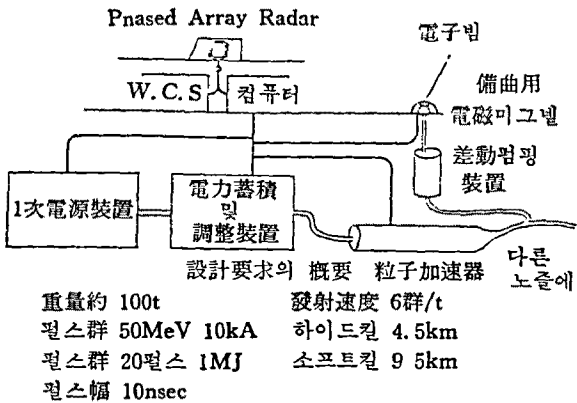 Pnased Array Radar
W.C.S
컴퓨터
電子빔
備曲用
電磁미그넬
差動펌핑
裝置
1次電源裝置
電力蓄積
및
調整裝置
粒子加速器
다른
노즐에
設計要求의 槪要
重量約 100t
펄스群 50MeV 10kA
펄스群 20펄스 1MJ
펄스幅 10nsec
發射速度 6群/t
하이드킬 4.5km
소프트킬 9 5km